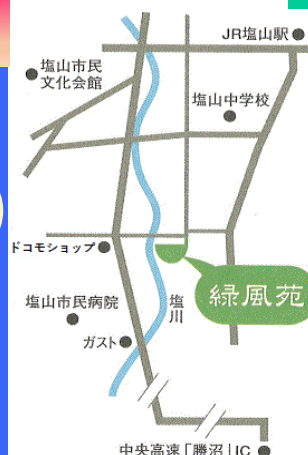 JR塩山駅
塩山市民
文化会館
塩山中学校
ドコモショップ
緑風苑
塩山市民病院
塩川
ガスト
中央高速「勝沼」IC